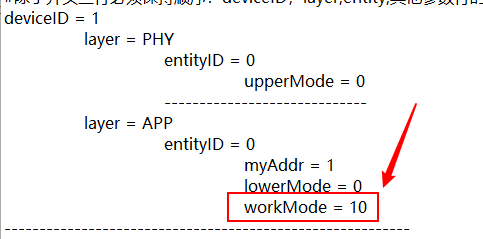 deviceID = 1
layer = PHY
entityID = 0
upperMode = 0
-----------------------------
layer = APP
entityID = 0
myAddr = 1
lowerMode = 0
workMode = 10
----------------------------------------------------------